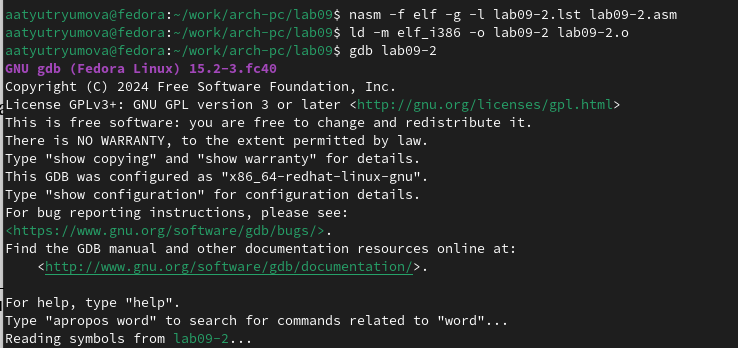 aatyutryumova@fedora:~/work/arch-pc/lab09$ nasm -f elf -g -l lab09-2.lst lab09-2.asm
aatyutryumova@fedora:~/work/arch-pc/lab09$ ld -m elf_i386 -o lab09-2 lab09-2.o
aatyutryumova@fedora:~/work/arch-pc/lab09$ gdb lab09-2
GNU gdb (Fedora Linux) 15.2-3.fc40
Copyright (C) 2024 Free Software Foundation, Inc.
License GPLv3+: GNU GPL version 3 or later <http://gnu.org/licenses/gpl.html>
This is free software: you are free to change and redistribute it.
There is NO WARRANTY, to the extent permitted by law.
Type "show copying" and "show warranty" for details.
This GDB was configured as "x86_64-redhat-linux-gnu".
Type "show configuration" for configuration details.
For bug reporting instructions, please see:
<https://www.gnu.org/software/gdb/bugs/>.
Find the GDB manual and other documentation resources online at:
    <http://www.gnu.org/software/gdb/documentation/>.

For help, type "help".
Type "apropos word" to search for commands related to "word"...
Reading symbols from lab09-2...